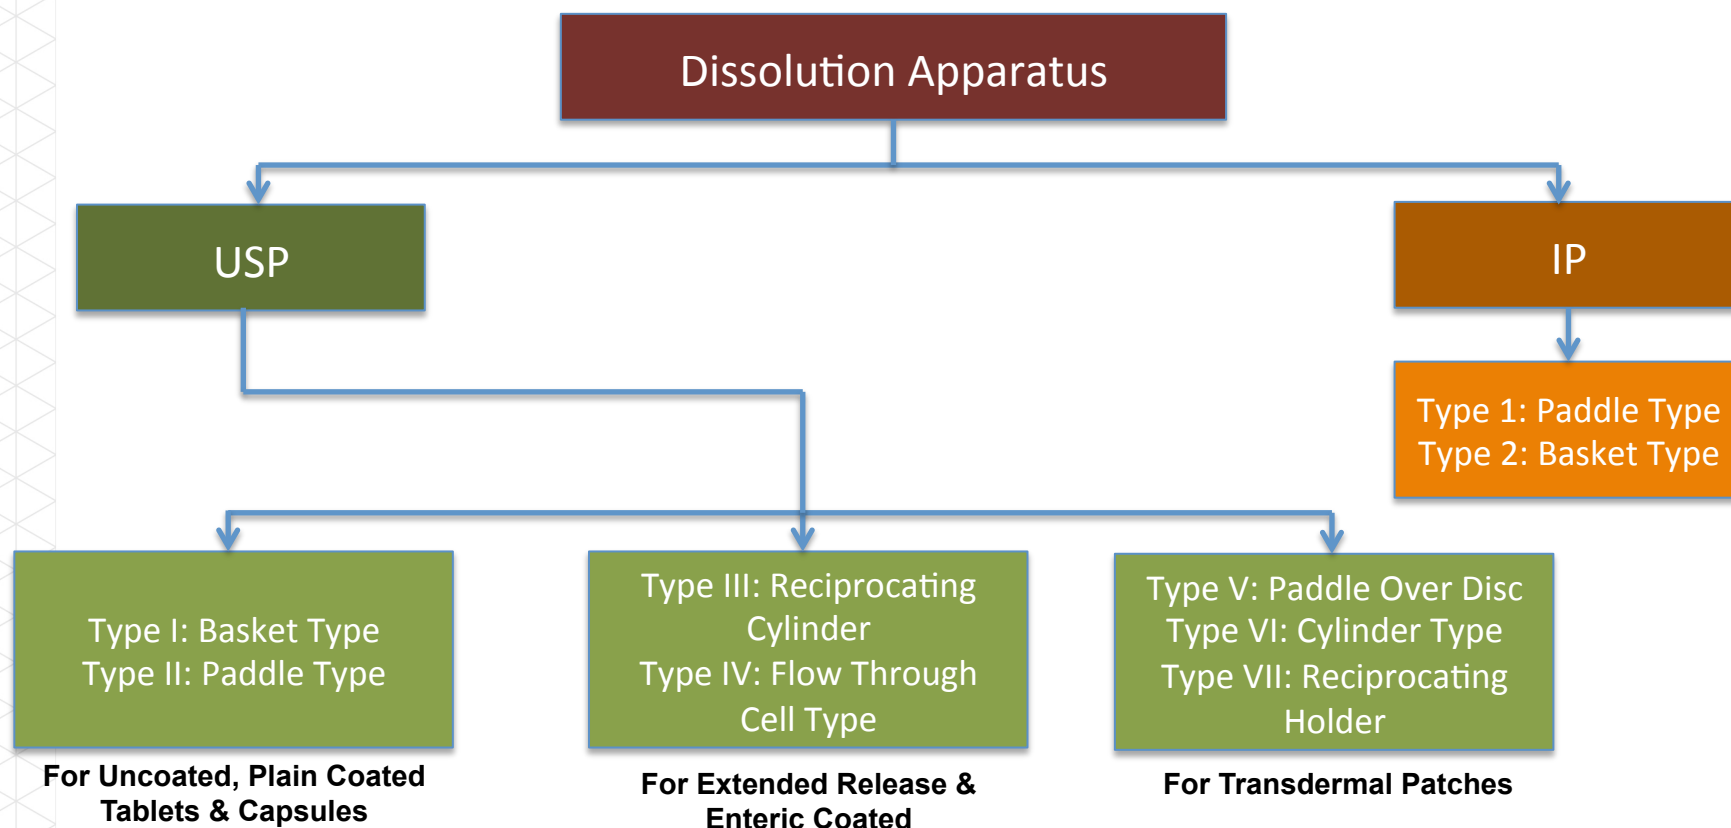 Dissolution Apparatus
USP
IP
Type 1: Paddle Type
Type 2: Basket Type
Type I: Basket Type
Type II: Paddle Type
Type III: Reciprocating
Cylinder
Type IV: Flow Through
Cell Type
Type V: Paddle Over Disc
Type VI: Cylinder Type
Type VII: Reciprocating
Holder
For Uncoated, Plain Coated
Tablets & Capsules
For Extended Release &
Enteric Coated
For Transdermal Patches